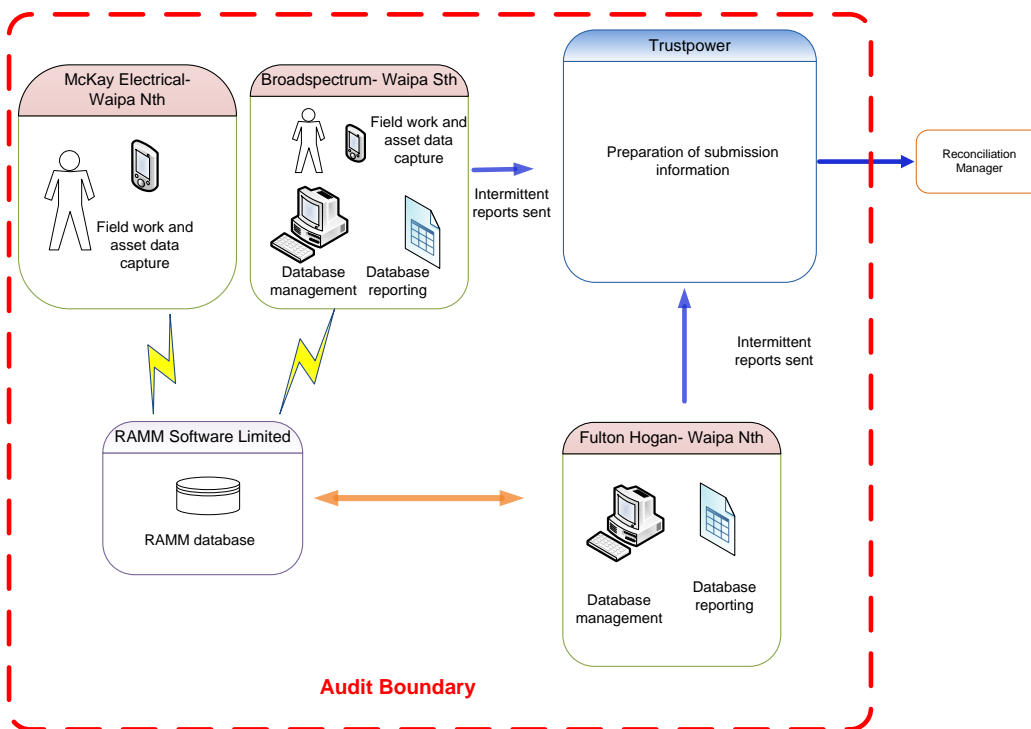 McKay Electrical-
Waipa Nth
Field work and
asset data
capture
Broadspectrum- Waipa Sth
Field work and
asset data
capture
Database
management
Database
reporting
Intermittent
reports sent
Trustpower
Preparation of submission
information
Reconciliation
Manager
Intermittent
reports sent
RAMM Software Limited
RAMM database
Fulton Hogan- Waipa Nth
Database
management
Database
reporting
Audit Boundary